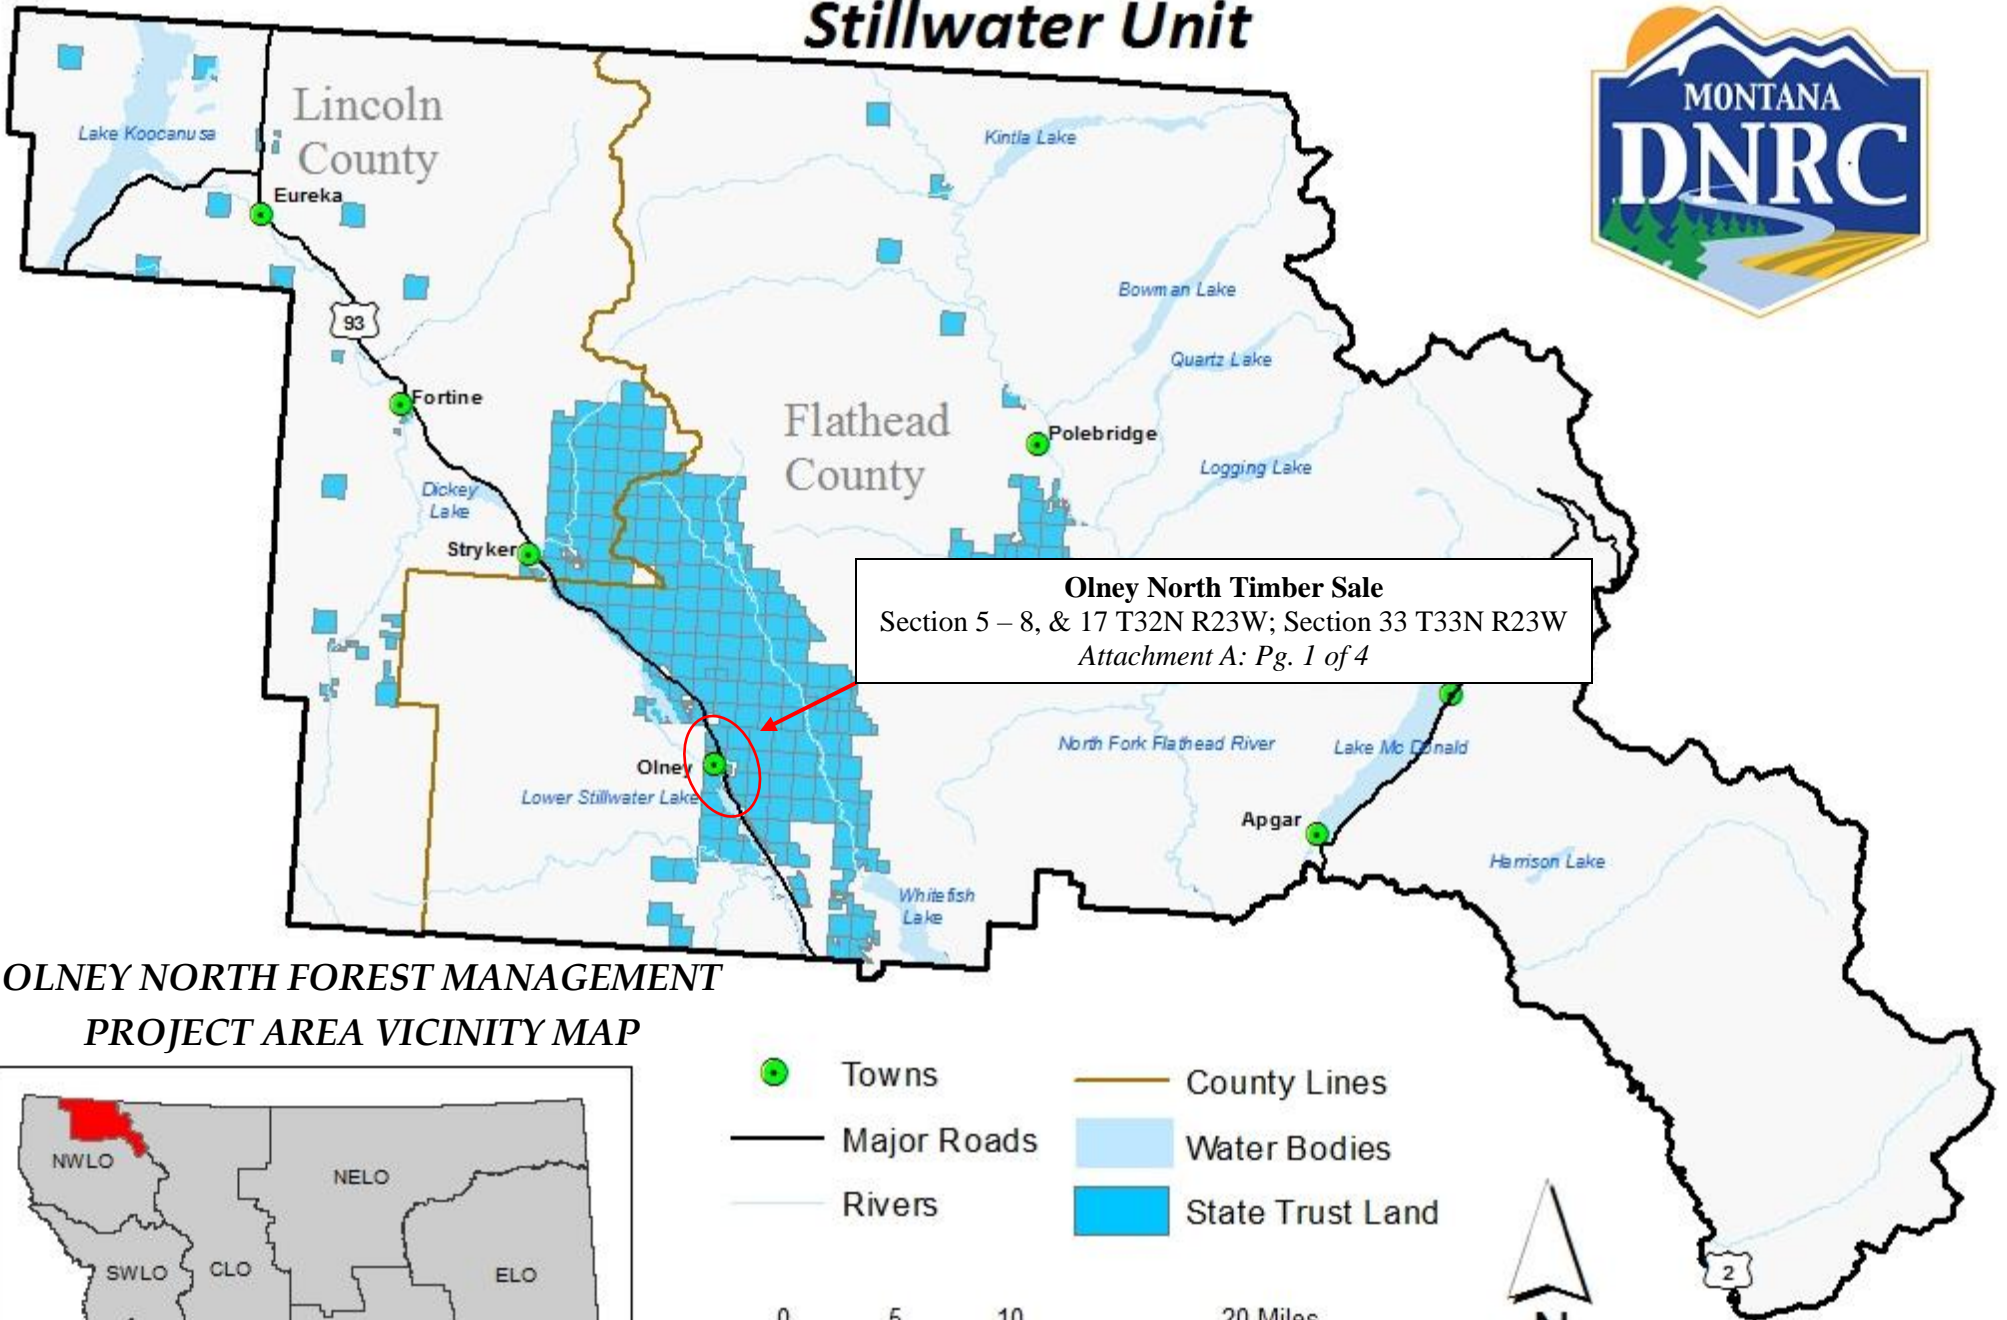 Stillwater Unit
MONTANA
DNRC
Lincoln
County
Lake Koocanusa
Eureka
Kintla Lake
Bowman Lake
93
Quartz Lake
Fortine
Flathead
County
Polebridge
Logging Lake
Dickey
Lake
Stryker
Olney North Timber Sale
Section 5 – 8, & 17 T32N R23W; Section 33 T33N R23W
Attachment A: Pg. 1 of 4
North Fork Flathead River
Lake Mc Donald
Olney
Lower Stillwater Lake
Apgar
Harrison Lake
Whitefish
Lake
OLNEY NORTH FOREST MANAGEMENT
PROJECT AREA VICINITY MAP
Towns
County Lines
Major Roads
Water Bodies
Rivers
State Trust Land
NWLO
NELO
SWLO
CLO
ELO
2
0 5 10 20 Miles
N